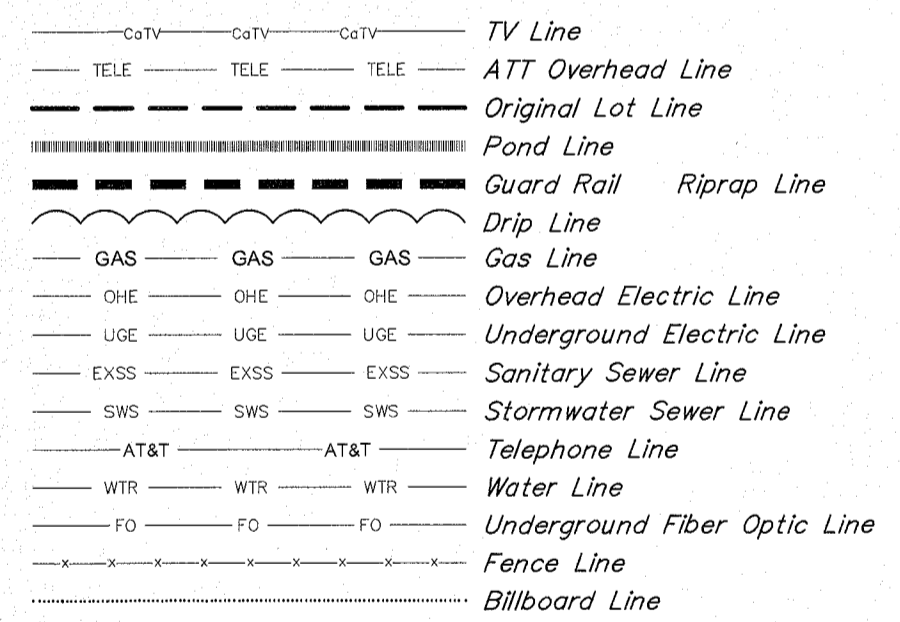 CaTV CaTV CaTV TV Line
TELE TELE TELE ATT Overhead Line
Original Lot Line
Pond Line
Guard Rail Riprap Line
Drip Line
GAS GAS GAS Gas Line
OHE OHE OHE Overhead Electric Line
UGE UGE UGE Underground Electric Line
EXSS EXSS EXSS Sanitary Sewer Line
SWS SWS SWS Stormwater Sewer Line
AT&T AT&T Telephone Line
WTR WTR WTR Water Line
FO FO FO Underground Fiber Optic Line
x x x x x x x x x Fence Line
Billboard Line